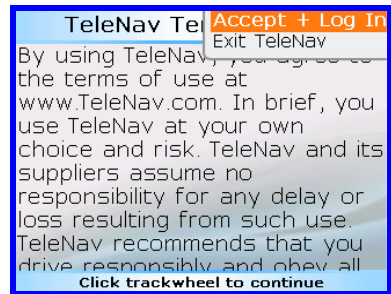 TeleNav Te
Accept + Log In
Exit TeleNav
By using TeleNav, you agree to
the terms of use at
www.TeleNav.com. In brief, you
use TeleNav at your own
choice and risk. TeleNav and its
suppliers assume no
responsibility for any delay or
loss resulting from such use.
TeleNav recommends that you
drive responsibly and obey all
Click trackwheel to continue